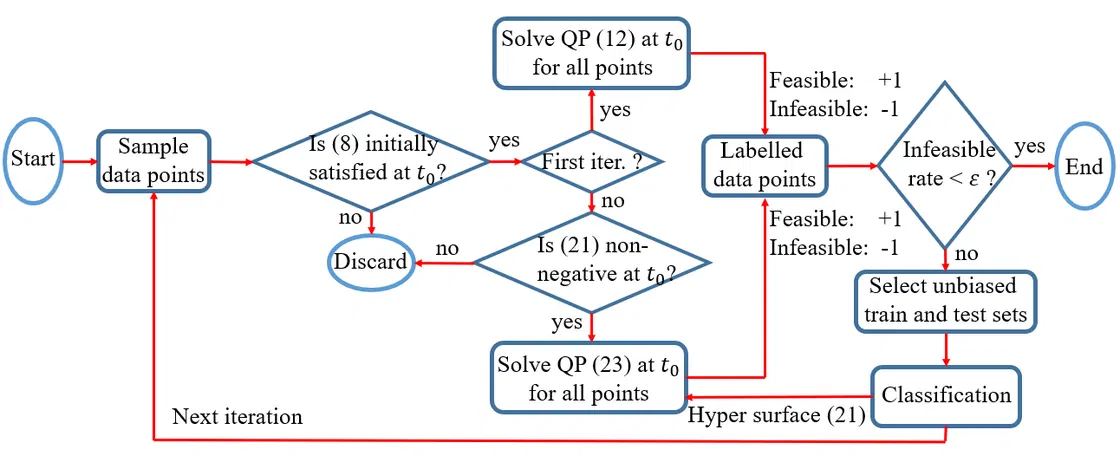 Start
Sample
data points
Is (8) initially
satisfied at t₀?
yes
no
Discard
First iter. ?
yes
Solve QP (12) at t₀
for all points
no
Is (21) non-
negative at t₀?
no
yes
Solve QP (23) at t₀
for all points
Feasible: +1
Infeasible: -1
Labelled
data points
Feasible: +1
Infeasible: -1
Infeasible
rate < ε ?
yes
End
no
Select unbiased
train and test sets
Classification
Hyper surface (21)
Next iteration